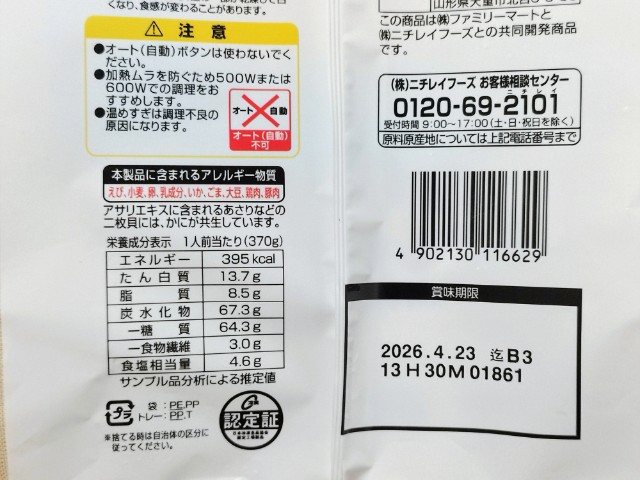 くなり、食感が変わることがあります。
注意
●オート(自動)ボタンは使わないでください。
●加熱ムラを防ぐため500Wまたは
600Wでの調理をお
すすめします。
●温めすぎは調理不良の
原因になります。
オート 自動
オート(自動)
不可
本製品に含まれるアレルギー物質
えび、小麦、卵、乳成分、いか、ごま、大豆、鶏肉、豚肉
アサリエキスに含まれるあさりなどの
二枚貝には、かにが共生しています。
栄養成分表示 1人前当たり(370g)
エネルギー 395kcal
たん白質 13.7g
脂質 8.5g
炭水化物 67.3g
―糖質 64.3g
―食物繊維 3.0g
食塩相当量 4.6g
サンプル品分析による推定値
プラ
袋:PE,PP
トレー:PP,T
認定証
※捨てる時は自治体の区分に
従ってください。
この商品は㈱ファミリーマートと
㈱ニチレイフーズとの共同開発商品
です。
(株)ニチレイフーズ お客様相談センター
ニチレイ
0120-69-2101
受付時間 9:00〜17:00(土・日・祝日を除く)
原料原産地については上記電話番号まで
4 902130 116629
賞味期限
2026.4.23 迄B3
13H30M01861